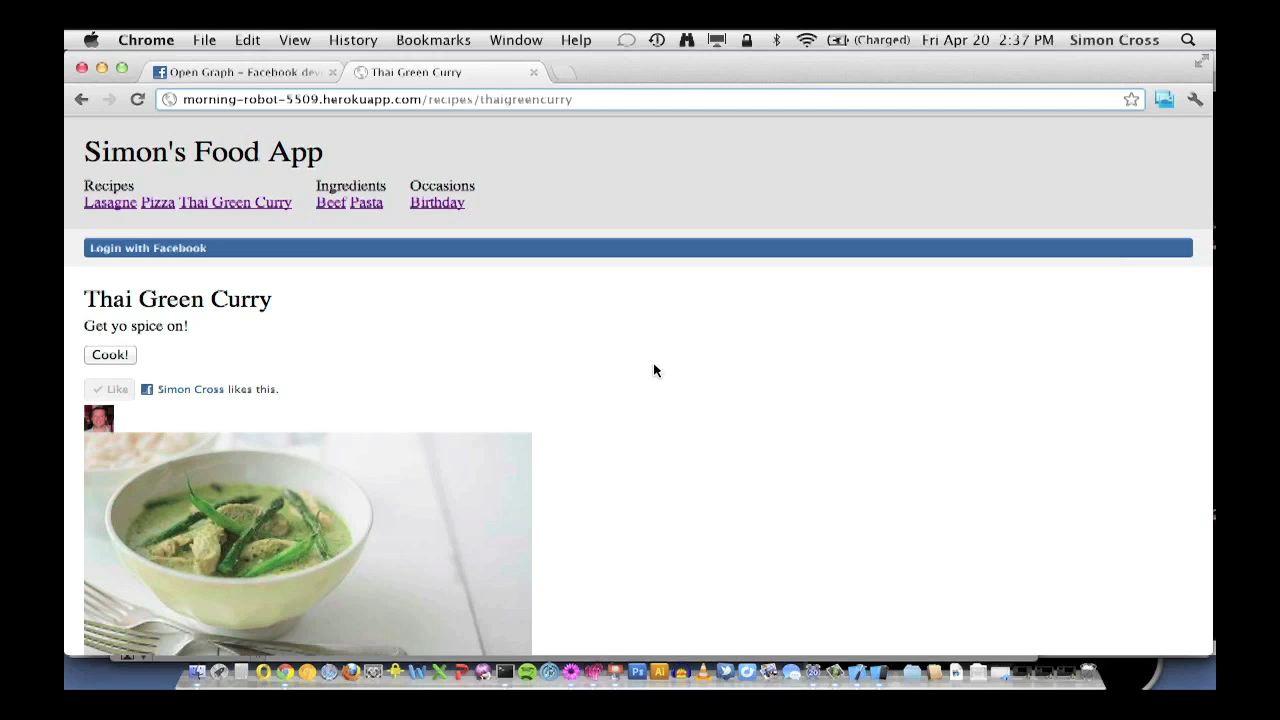 Chrome File Edit View History Bookmarks Window Help (Charged) Fri Apr 20 2:37 PM Simon Cross
Open Graph – Facebook dev Thai Green Curry
morning-robot-5509.herokuapp.com/recipes/thaigreencurry
Simon's Food App
Recipes Ingredients Occasions
Lasagne Pizza Thai Green Curry Beef Pasta Birthday
Login with Facebook
Thai Green Curry
Get yo spice on!
Cook!
Like Simon Cross likes this.